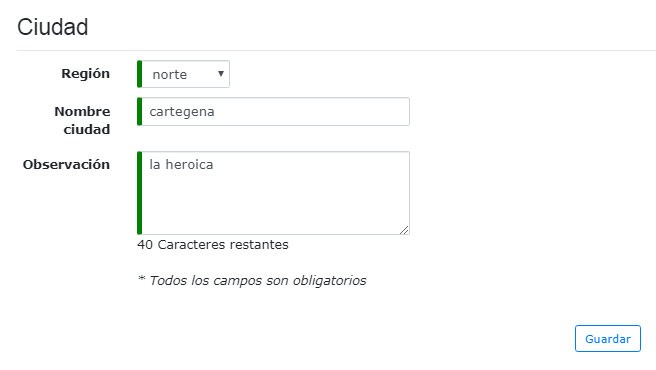 Ciudad
Región norte
Nombre ciudad cartegena
Observación la heroica
40 Caracteres restantes
* Todos los campos son obligatorios
Guardar